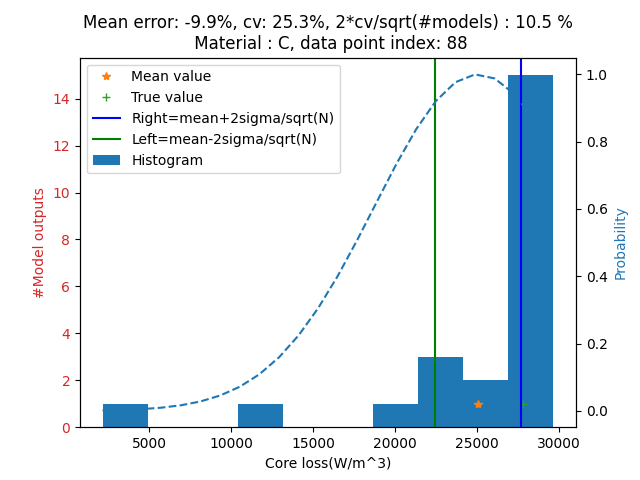 Mean error: -9.9%, cv: 25.3%, 2*cv/sqrt(#models) : 10.5 %
Material : C, data point index: 88
Mean value
True value
Right=mean+2sigma/sqrt(N)
Left=mean-2sigma/sqrt(N)
Histogram
14
12
10
8
6
4
2
0
#Model outputs
1.0
0.8
0.6
0.4
0.2
0.0
Probability
5000 10000 15000 20000 25000 30000
Core loss(W/m^3)